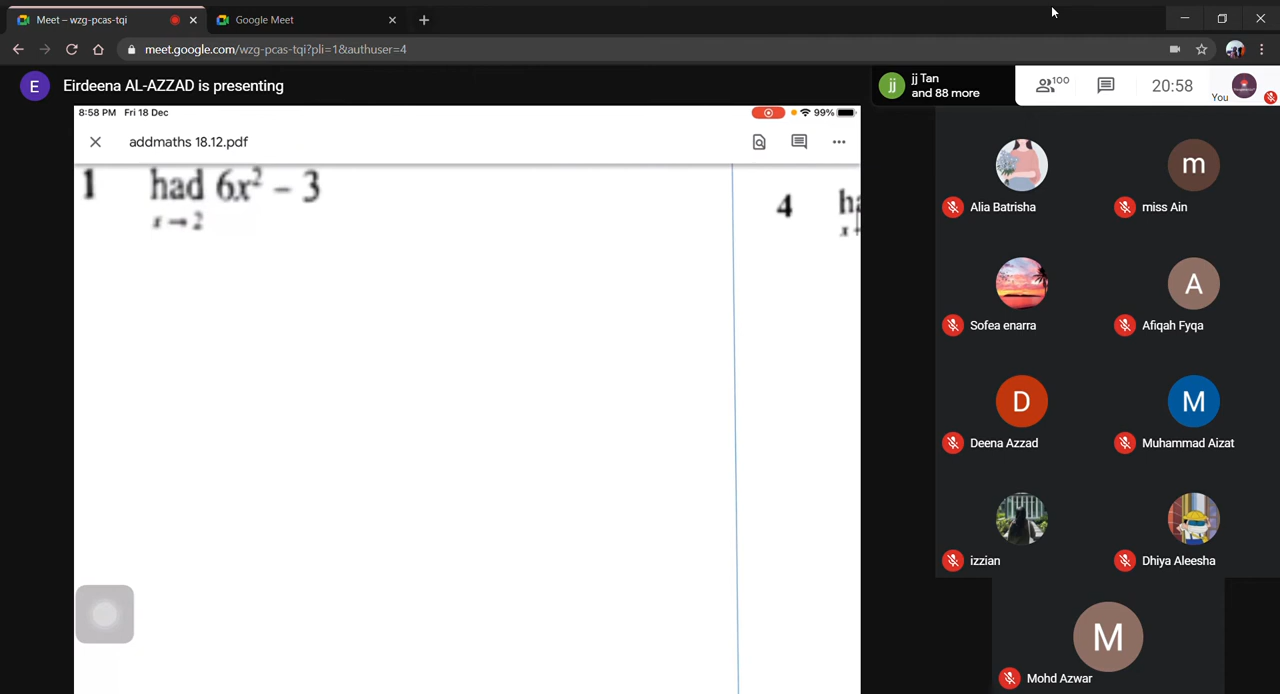 Meet – wzg-pcas-tqi
Google Meet
meet.google.com/wzg-pcas-tqi?pli=1&authuser=4
E
Eirdeena AL-AZZAD is presenting
jj
jj Tan
and 88 more
100
20:58
You
8:58 PM Fri 18 Dec
99%
addmaths 18.12.pdf
1 had 6x² – 3
x → 2
4
Alia Batrisha
m
miss Ain
Sofea enarra
A
Afiqah Fyqa
D
Deena Azzad
M
Muhammad Aizat
izzian
Dhiya Aleesha
M
Mohd Azwar